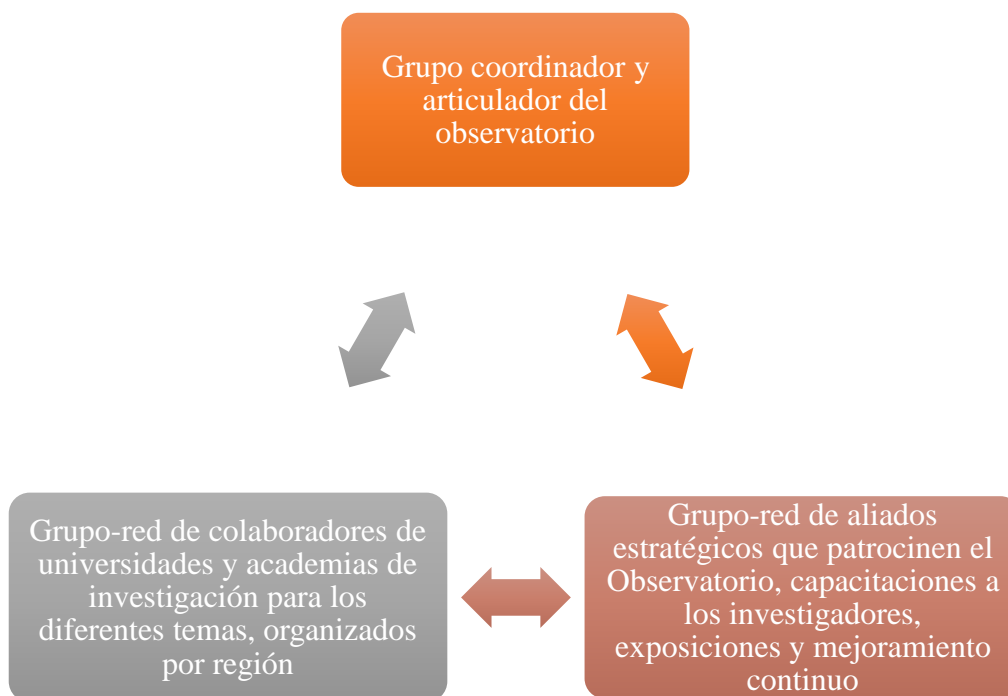 Grupo coordinador y
articulador del
observatorio
Grupo-red de colaboradores de
universidades y academias de
investigación para los
diferentes temas, organizados
por región
Grupo-red de aliados
estratégicos que patrocinen el
Observatorio, capacitaciones a
los investigadores,
exposiciones y mejoramiento
continuo